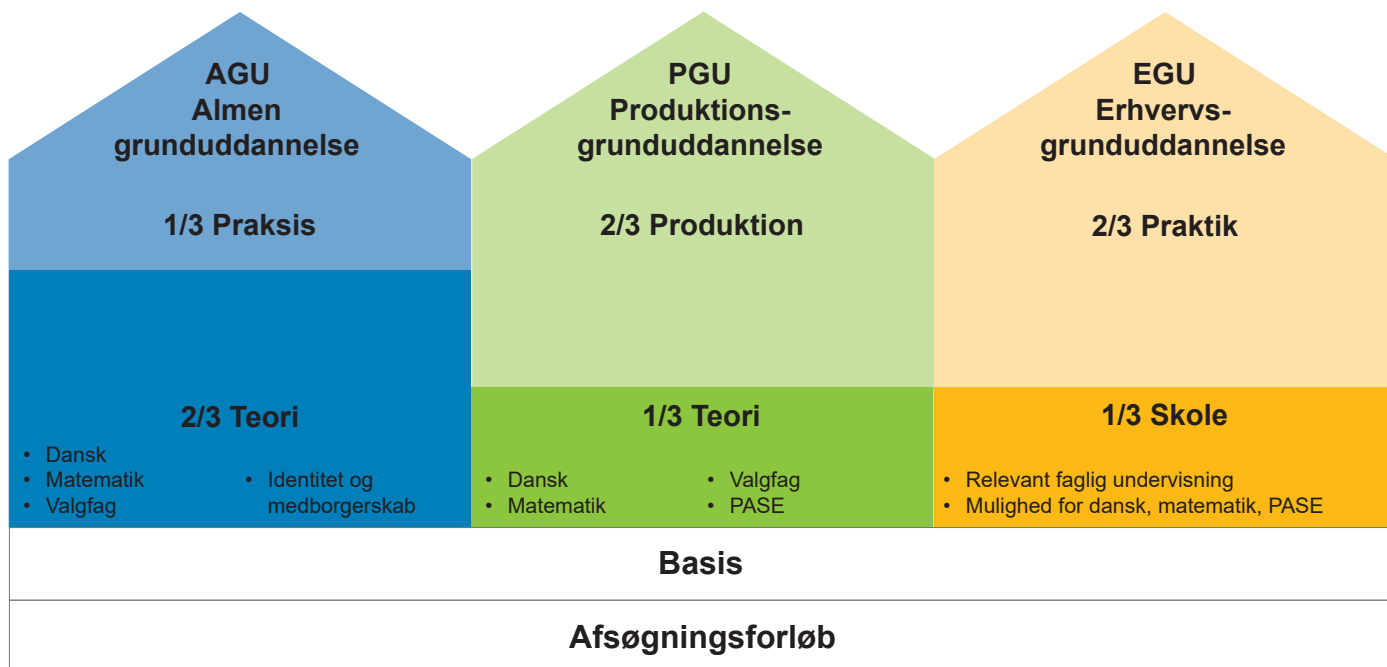 AGU
Almen
grunduddannelse
1/3 Praksis
2/3 Teori
• Dansk
• Matematik
• Valgfag
• Identitet og
medborgerskab
PGU
Produktions-
grunduddannelse
2/3 Produktion
1/3 Teori
• Dansk
• Matematik
• Valgfag
• PASE
EGU
Erhvervs-
grunduddannelse
2/3 Praktik
1/3 Skole
• Relevant faglig undervisning
• Mulighed for dansk, matematik, PASE
Basis
Afsøgningsforløb